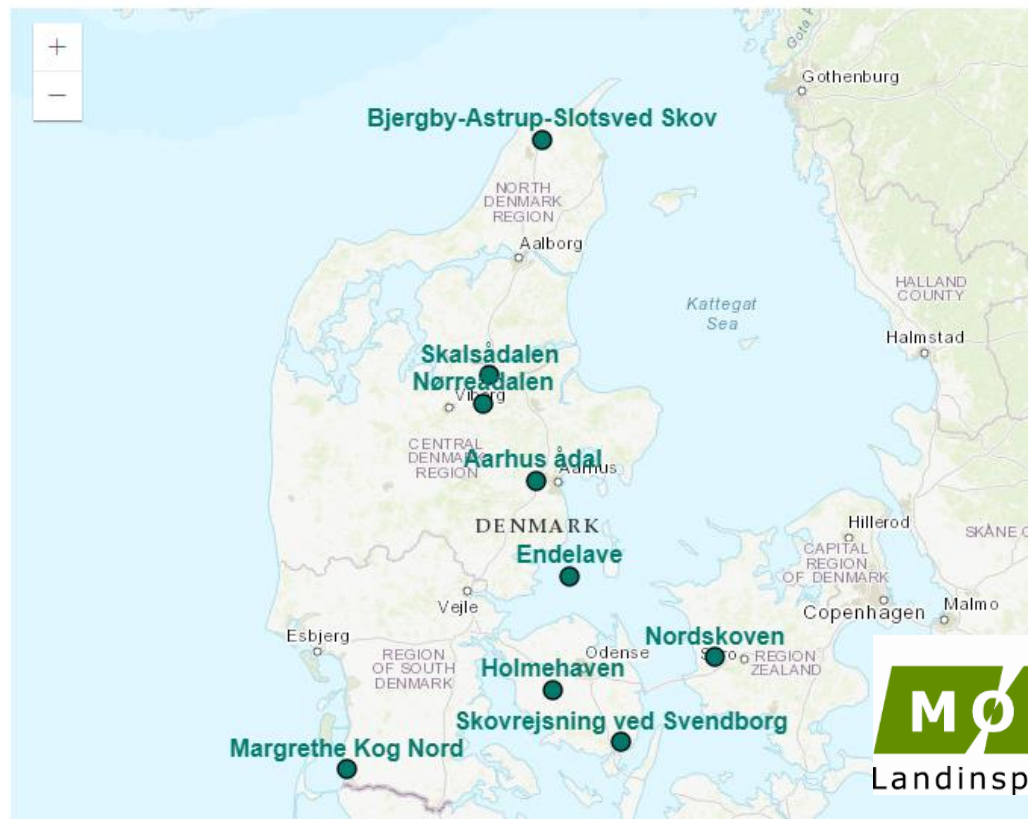 +
−
Gota
Gothenburg
Bjergby-Astrup-Slotsved Skov
NORTH
DENMARK
REGION
Aalborg
HALLAND
COUNTY
Kattegat
Sea
Halmstad
Skalsådalen
Nørreådalen
Viborg
CENTRAL
DENMARK
REGION
Aarhus ådal
Aarhus
DENMARK
Hillerod
SKÅNE
Endelave
CAPITAL
REGION
OF DENMARK
Vejle
Copenhagen
Malmo
Esbjerg
Nordskoven
REGION
OF SOUTH
DENMARK
Odense
REGION
ZEALAND
Holmehaven
Skovrejsning ved Svendborg
MØ
Margrethe Kog Nord
Landinsp